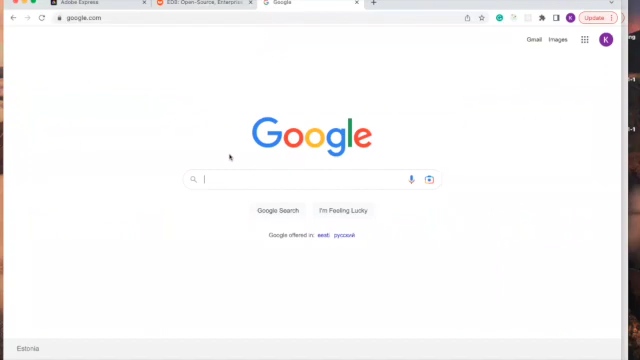 Adobe Express
EDB: Open-Source, Enterprise
Google
google.com
K
Update
Gmail
Images
K
Google
Google Search
I'm Feeling Lucky
Google offered in: eesti русский
Estonia